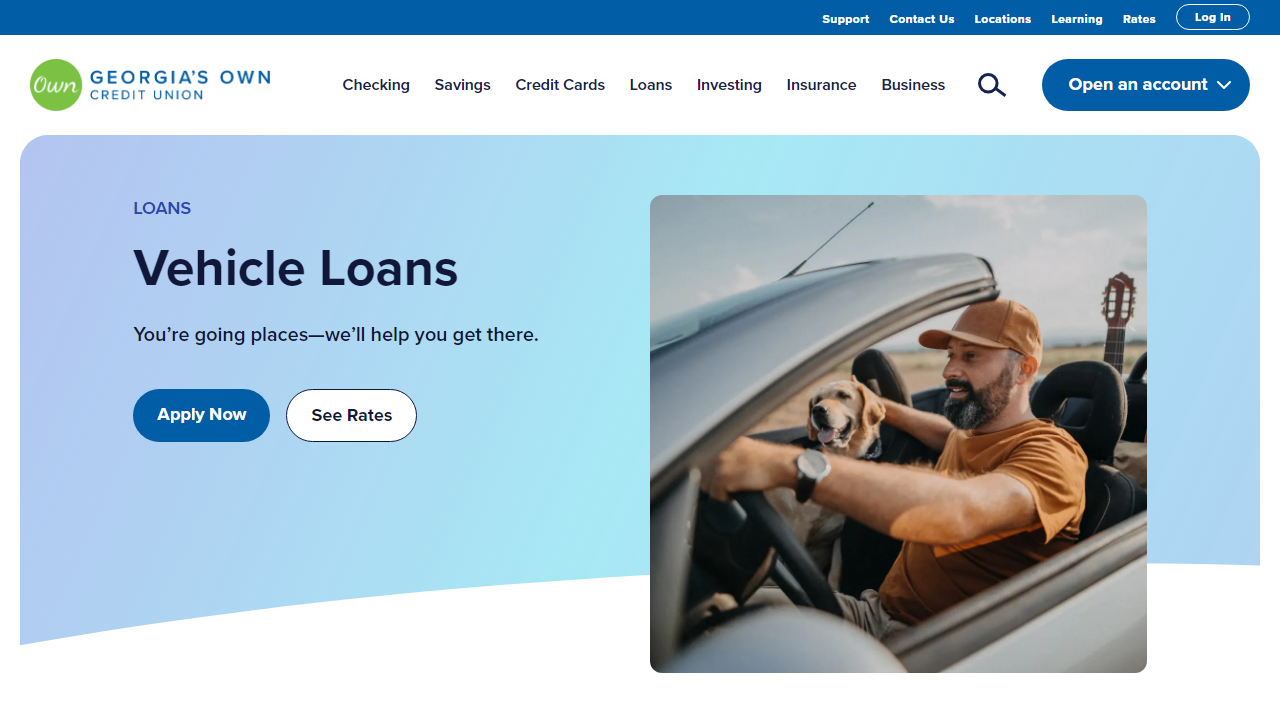 Support Contact Us Locations Learning Rates Log In
Own GEORGIA'S OWN
CREDIT UNION
Checking Savings Credit Cards Loans Investing Insurance Business Open an account
LOANS
Vehicle Loans
You’re going places—we’ll help you get there.
Apply Now See Rates